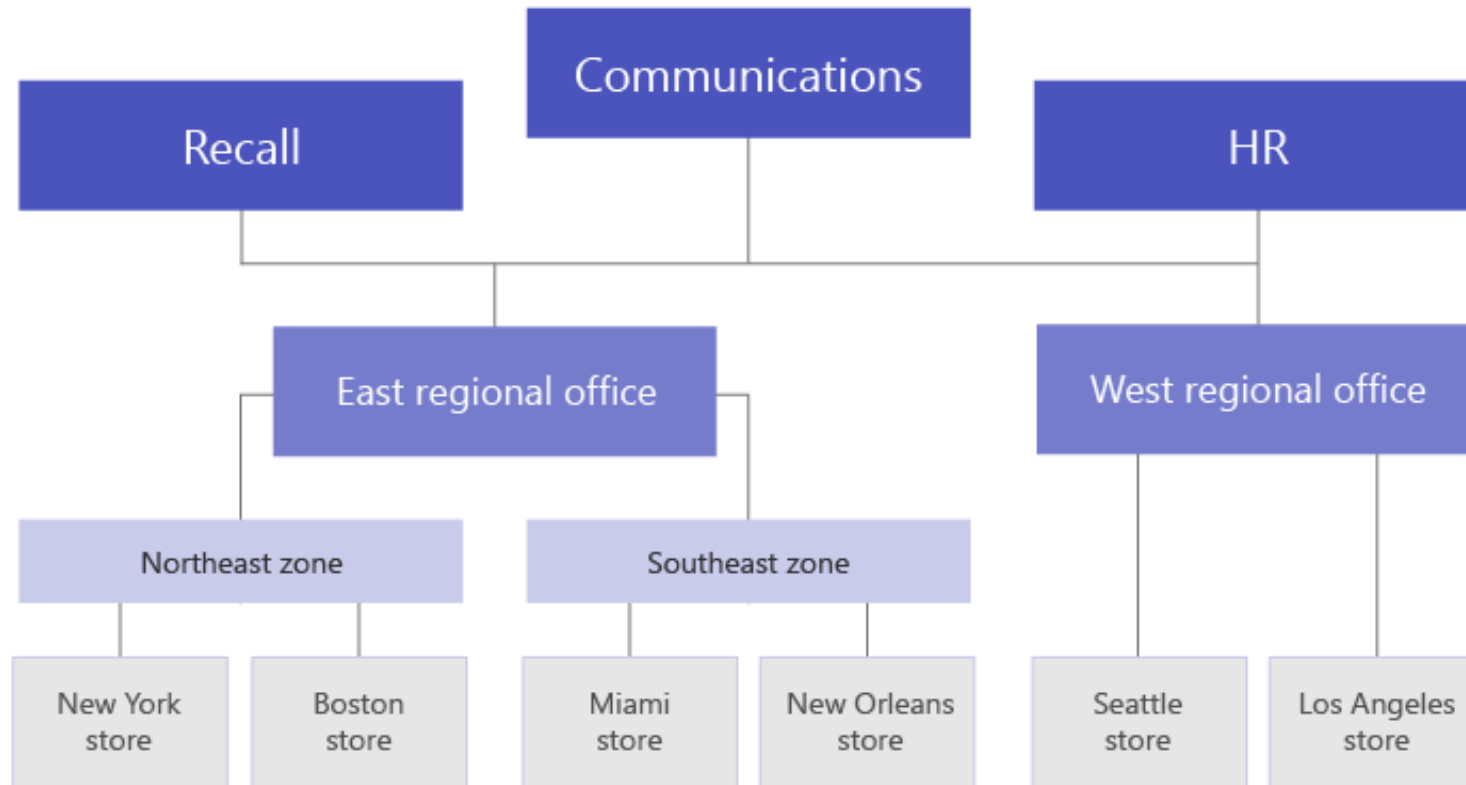 Communications
Recall
HR
East regional office
West regional office
Northeast zone
Southeast zone
New York
store
Boston
store
Miami
store
New Orleans
store
Seattle
store
Los Angeles
store